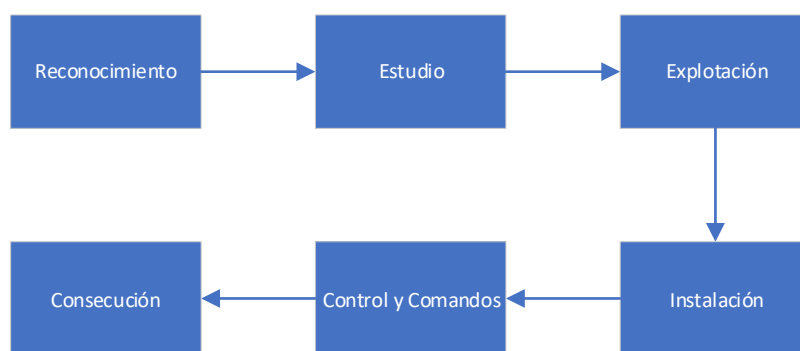 Reconocimiento
Estudio
Explotación
Consecución
Control y Comandos
Instalación